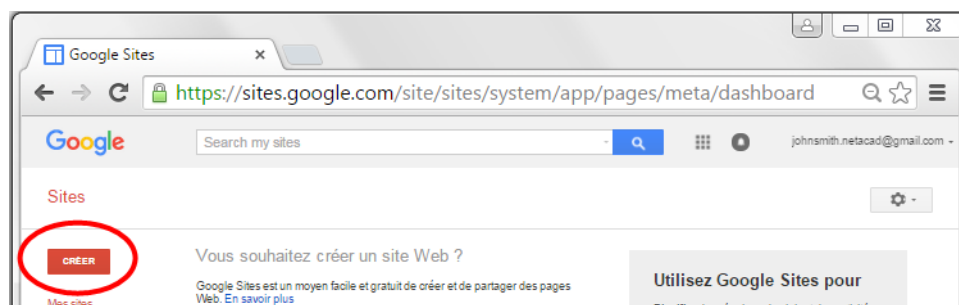 Google Sites
https://sites.google.com/site/sites/system/app/pages/meta/dashboard
Google
Search my sites
johnsmith.netacad@gmail.com
Sites
CRÉER
Vous souhaitez créer un site Web ?
Utilisez Google Sites pour
Google Sites est un moyen facile et gratuit de créer et de partager des pages
Web. En savoir plus
Mes sites